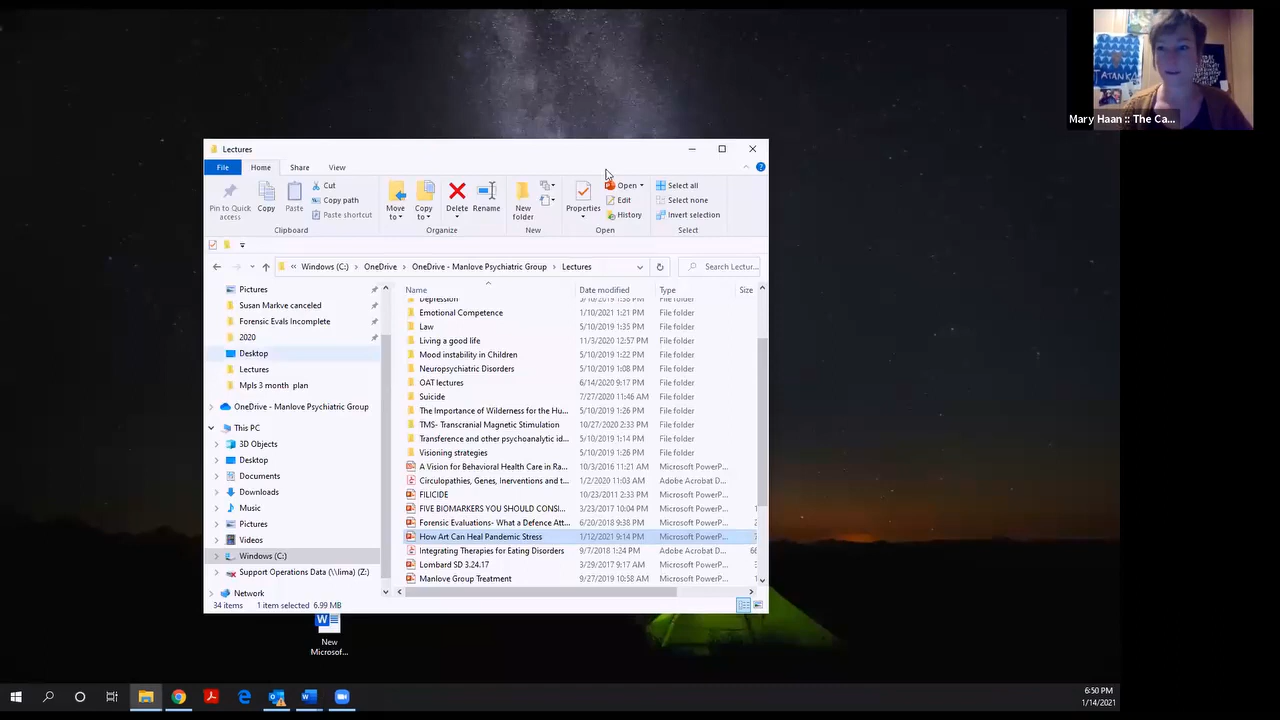 TATANKA
Mary Haan :: The Ca...
Lectures
File
Home
Share
View
Pin to Quick access
Copy
Paste
Cut
Copy path
Paste shortcut
Clipboard
Move to
Copy to
Delete
Rename
Organize
New folder
New
Properties
Open
Edit
History
Open
Select all
Select none
Invert selection
Select
Windows (C:)
OneDrive
OneDrive - Manlove Psychiatric Group
Lectures
Search Lectur...
Pictures
Susan Markve canceled
Forensic Evals Incomplete
2020
Desktop
Lectures
Mpls 3 month plan
OneDrive - Manlove Psychiatric Group
This PC
3D Objects
Desktop
Documents
Downloads
Music
Pictures
Videos
Windows (C:)
Support Operations Data (\\lima) (Z:)
Network
Name Date modified Type Size
Depression 5/10/2019 1:38 PM File folder
Emotional Competence 1/10/2021 1:21 PM File folder
Law 5/10/2019 1:35 PM File folder
Living a good life 11/3/2020 12:57 PM File folder
Mood instability in Children 5/10/2019 1:22 PM File folder
Neuropsychiatric Disorders 5/10/2019 1:08 PM File folder
OAT lectures 6/14/2020 9:17 PM File folder
Suicide 7/27/2020 11:46 AM File folder
The Importance of Wilderness for the Hu... 5/10/2019 1:26 PM File folder
TMS- Transcranial Magnetic Stimulation 10/27/2020 2:33 PM File folder
Transference and other psychoanalytic id... 5/10/2019 1:14 PM File folder
Visioning strategies 5/10/2019 1:26 PM File folder
A Vision for Behavioral Health Care in Ra... 10/3/2016 11:21 AM Microsoft PowerP...
Circulopathies, Genes, Inerventions and t... 1/2/2020 11:03 AM Adobe Acrobat D...
FILICIDE 10/23/2011 2:33 PM Microsoft PowerP...
FIVE BIOMARKERS YOU SHOULD CONSI... 3/23/2017 10:04 PM Microsoft PowerP... 1
Forensic Evaluations- What a Defence Att... 6/20/2018 9:38 PM Microsoft PowerP... 2
How Art Can Heal Pandemic Stress 1/12/2021 9:14 PM Microsoft PowerP... 7
Integrating Therapies for Eating Disorders 9/7/2018 1:24 PM Adobe Acrobat D... 66
Lombard SD 3.24.17 3/29/2017 9:17 AM Microsoft PowerP...
Manlove Group Treatment 9/27/2019 10:58 AM Microsoft PowerP... 1
34 items 1 item selected 6.99 MB
New
Microsof...
6:50 PM
1/14/2021